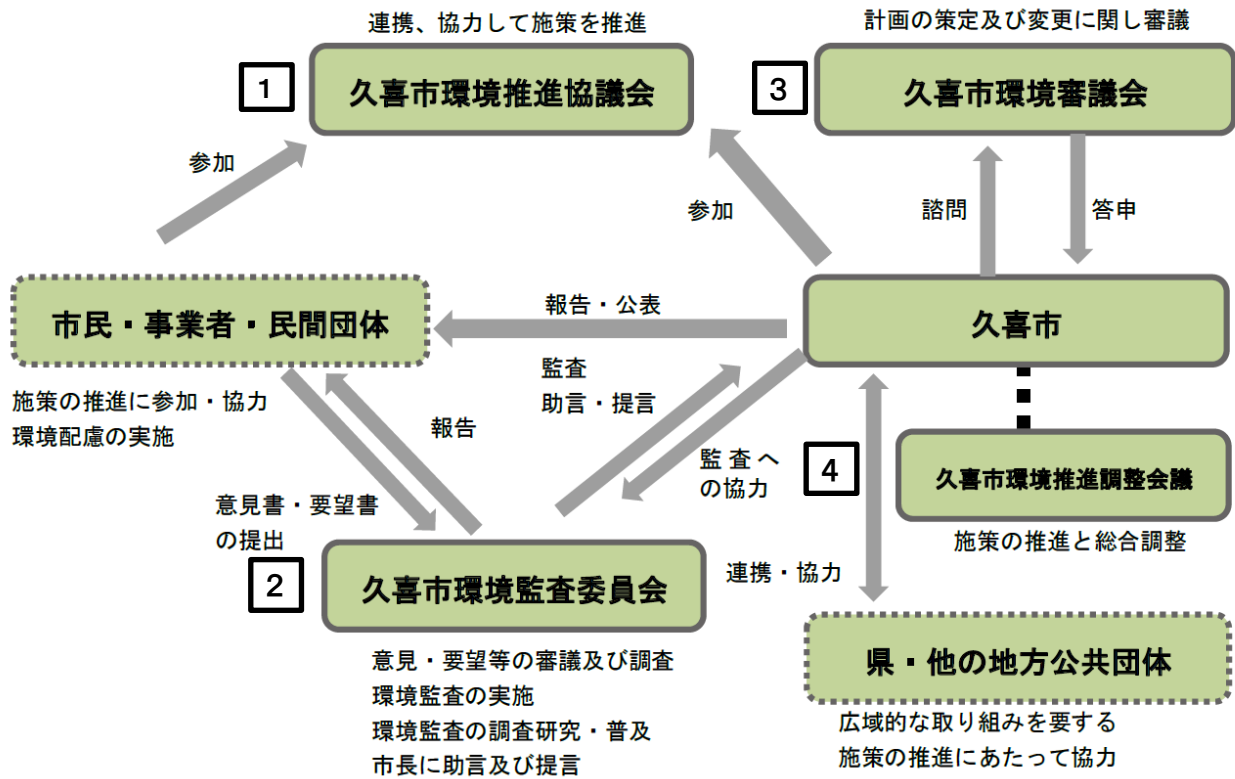 連携、協力して施策を推進
1
久喜市環境推進協議会
計画の策定及び変更に関し審議
3
久喜市環境審議会
参加
参加
諮問
答申
市民・事業者・民間団体
施策の推進に参加・協力
環境配慮の実施
報告・公表
久喜市
監査
助言・提言
報告
監査へ
の協力
4
久喜市環境推進調整会議
施策の推進と総合調整
意見書・要望書
の提出
2
久喜市環境監査委員会
意見・要望等の審議及び調査
環境監査の実施
環境監査の調査研究・普及
市長に助言及び提言
連携・協力
県・他の地方公共団体
広域的な取り組みを要する
施策の推進にあたって協力